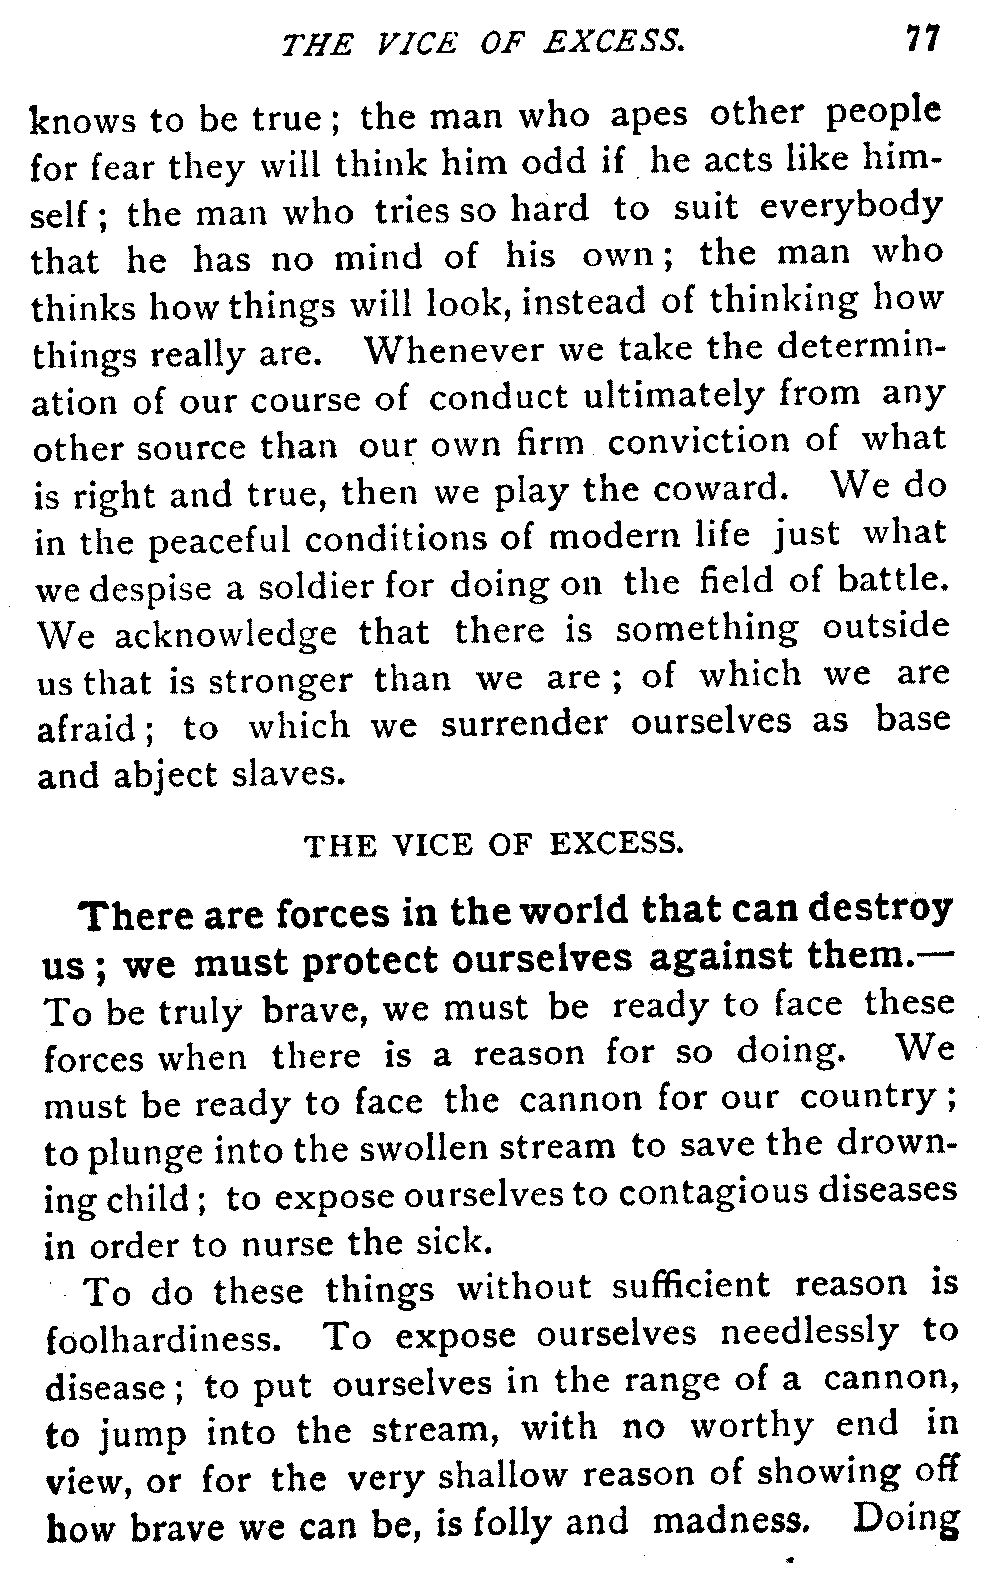 THE VICE OF EXCESS. 77
knows to be true; the man who apes other people
for fear they will think him odd if he acts like him-
self; the man who tries so hard to suit everybody
that he has no mind of his own; the man who
thinks how things will look, instead of thinking how
things really are. Whenever we take the determin-
ation of our course of conduct ultimately from any
other source than our own firm conviction of what
is right and true, then we play the coward. We do
in the peaceful conditions of modern life just what
we despise a soldier for doing on the field of battle.
We acknowledge that there is something outside
us that is stronger than we are; of which we are
afraid; to which we surrender ourselves as base
and abject slaves.
THE VICE OF EXCESS.
There are forces in the world that can destroy
us; we must protect ourselves against them.—
To be truly brave, we must be ready to face these
forces when there is a reason for so doing. We
must be ready to face the cannon for our country;
to plunge into the swollen stream to save the drown-
ing child; to expose ourselves to contagious diseases
in order to nurse the sick.
To do these things without sufficient reason is
foolhardiness. To expose ourselves needlessly to
disease; to put ourselves in the range of a cannon,
to jump into the stream, with no worthy end in
view, or for the very shallow reason of showing off
how brave we can be, is folly and madness. Doing